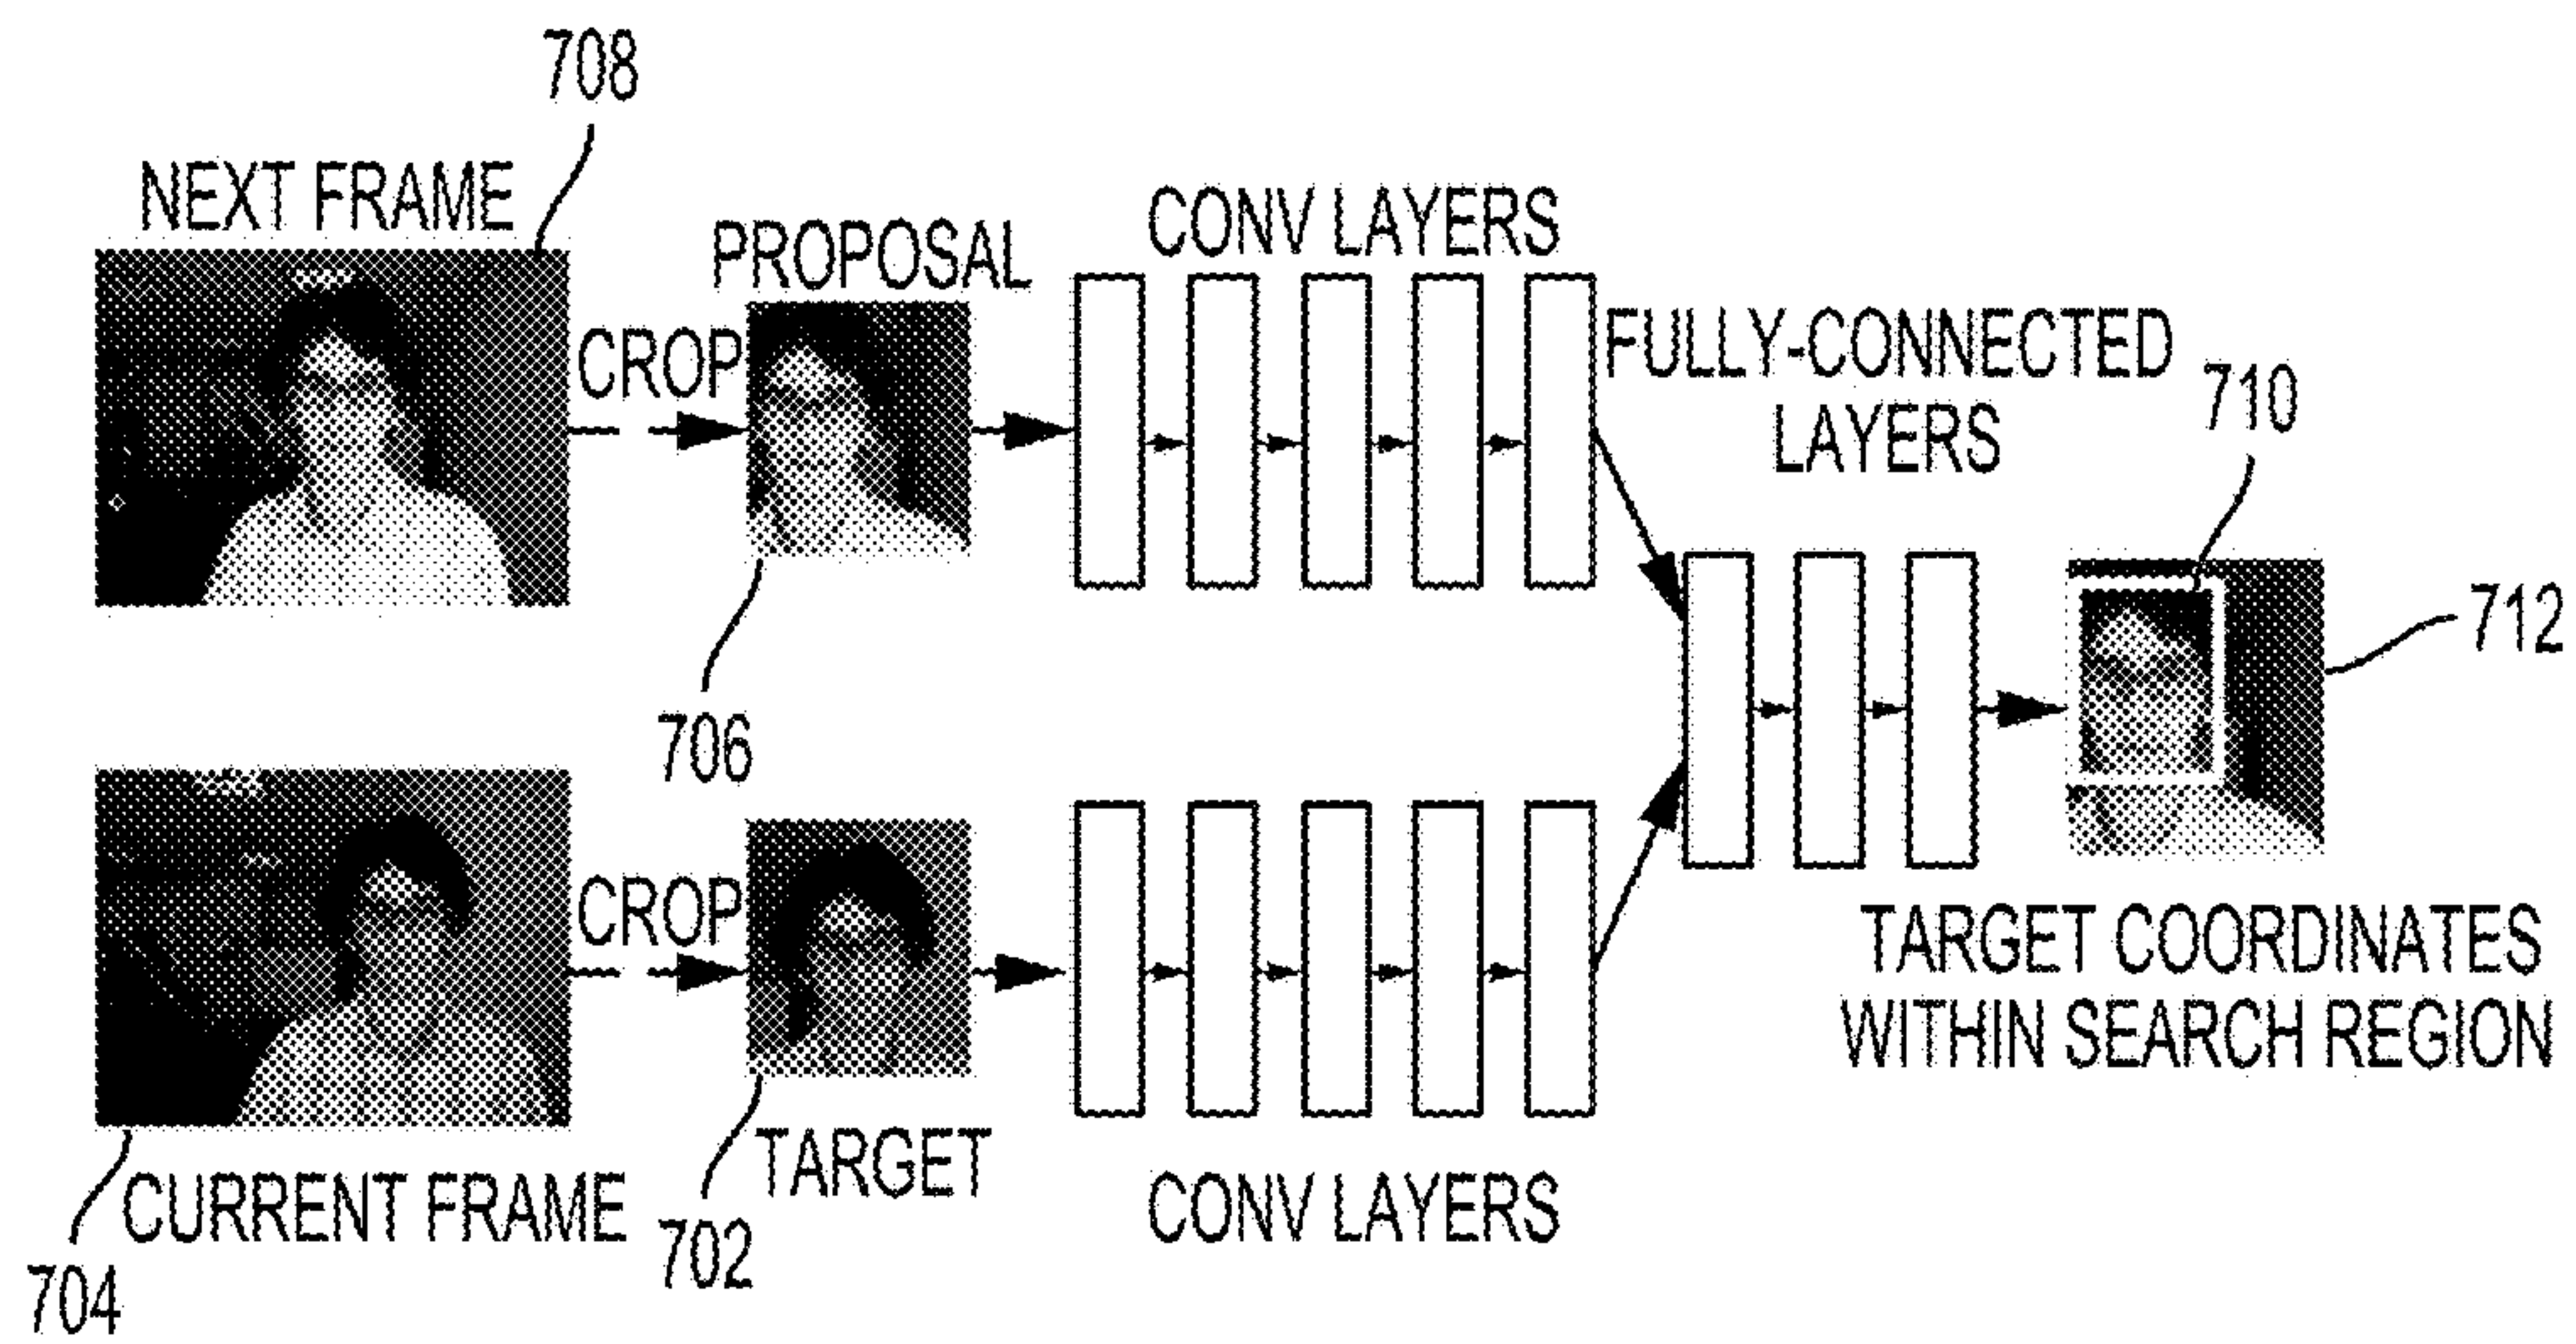 708
NEXT FRAME
PROPOSAL
CONV LAYERS
CROP
FULLY-CONNECTED
LAYERS
710
712
706
CROP
TARGET COORDINATES
WITHIN SEARCH REGION
TARGET
CURRENT FRAME
CONV LAYERS
702
704